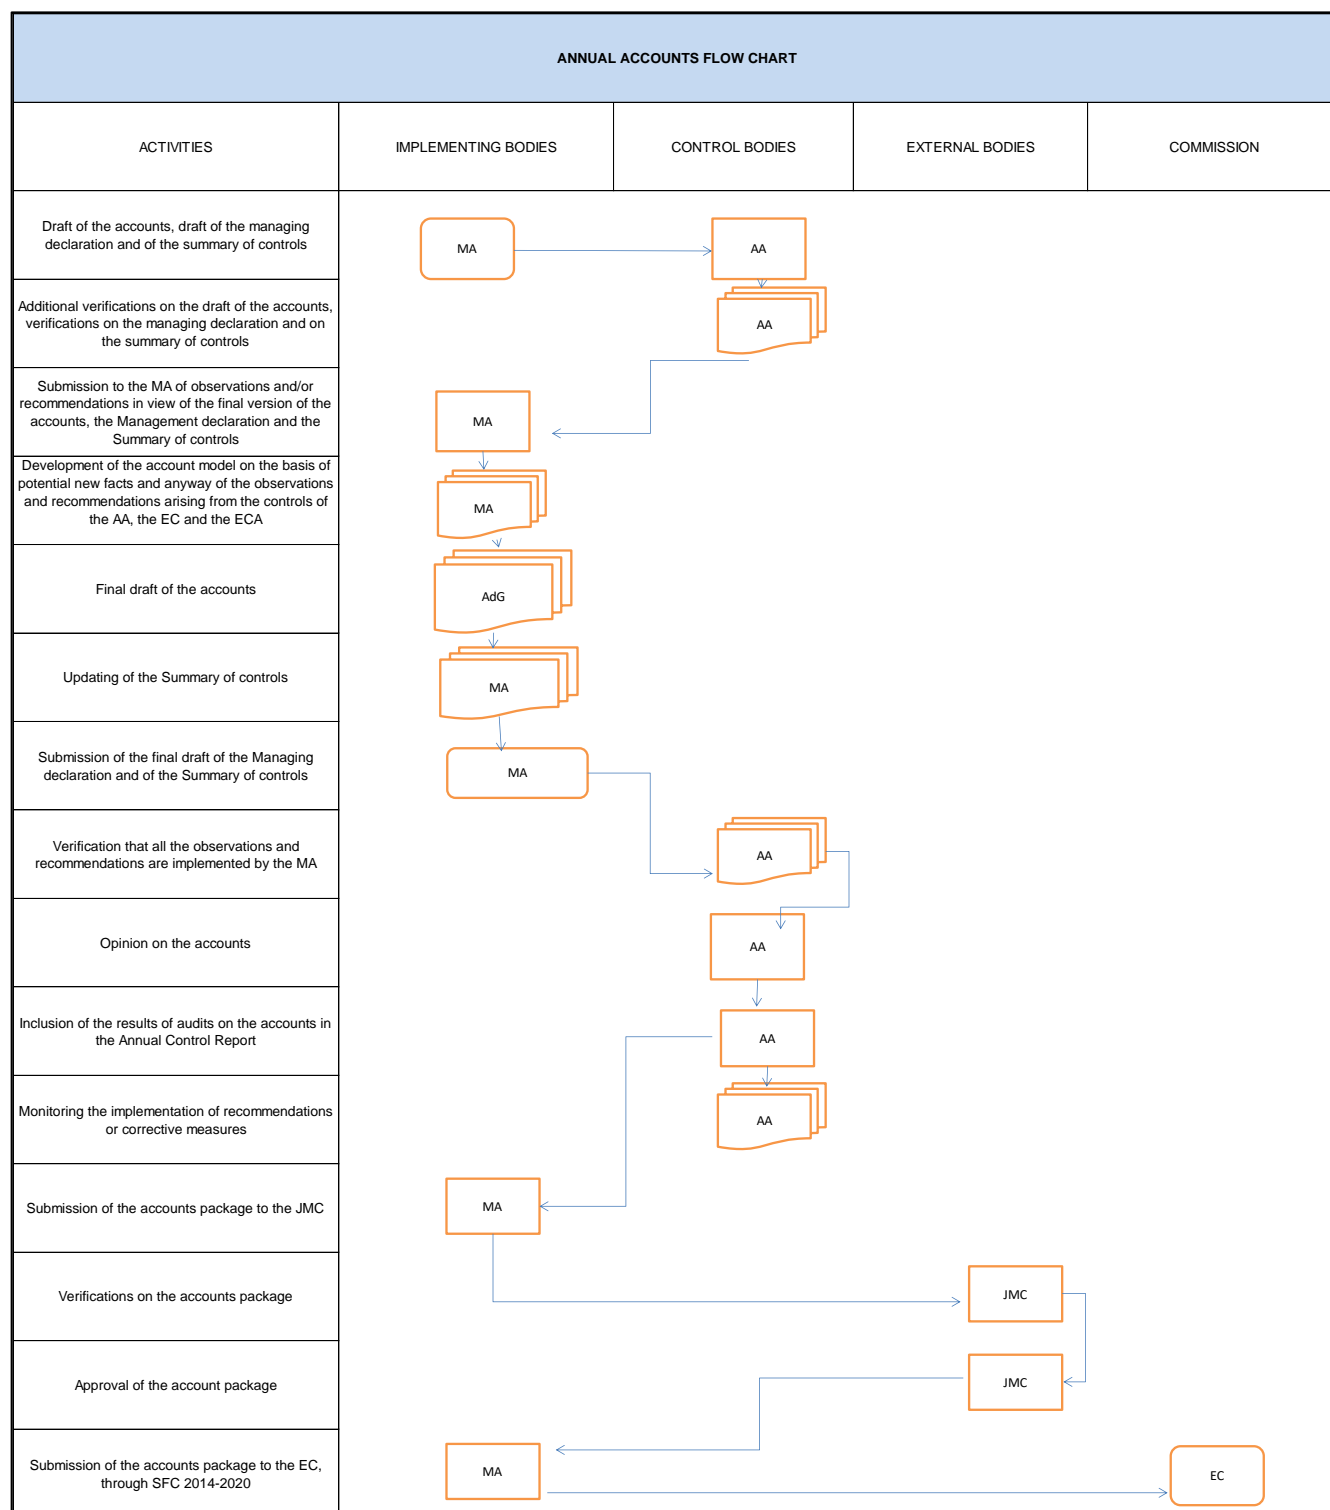 ANNUAL ACCOUNTS FLOW CHART
ACTIVITIES
IMPLEMENTING BODIES
CONTROL BODIES
EXTERNAL BODIES
COMMISSION
Draft of the accounts, draft of the managing
declaration and of the summary of controls
MA
AA
Additional verifications on the draft of the accounts,
verifications on the managing declaration and on
the summary of controls
AA
Submission to the MA of observations and/or
recommendations in view of the final version of the
accounts, the Management declaration and the
Summary of controls
MA
Development of the account model on the basis of
potential new facts and anyway of the observations
and recommendations arising from the controls of
the AA, the EC and the ECA
MA
Final draft of the accounts
AdG
Updating of the Summary of controls
MA
Submission of the final draft of the Managing
declaration and of the Summary of controls
MA
Verification that all the observations and
recommendations are implemented by the MA
AA
Opinion on the accounts
AA
Inclusion of the results of audits on the accounts in
the Annual Control Report
AA
Monitoring the implementation of recommendations
or corrective measures
AA
Submission of the accounts package to the JMC
MA
Verifications on the accounts package
JMC
Approval of the account package
JMC
Submission of the accounts package to the EC,
through SFC 2014-2020
MA
EC